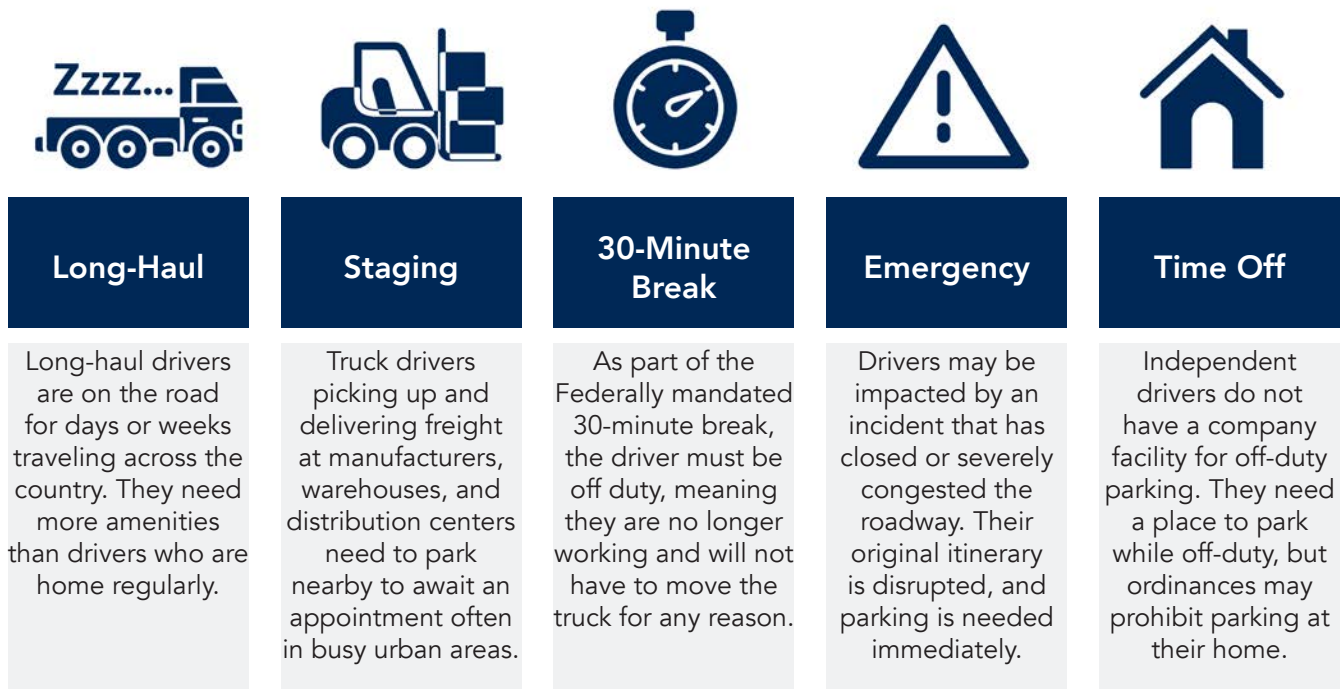 Zzzz...
Long-Haul
Long-haul drivers
are on the road
for days or weeks
traveling across the
country. They need
more amenities
than drivers who are
home regularly.
Staging
Truck drivers
picking up and
delivering freight
at manufacturers,
warehouses, and
distribution centers
need to park
nearby to await an
appointment often
in busy urban areas.
30-Minute
Break
As part of the
Federally mandated
30-minute break,
the driver must be
off duty, meaning
they are no longer
working and will not
have to move the
truck for any reason.
Emergency
Drivers may be
impacted by an
incident that has
closed or severely
congested the
roadway. Their
original itinerary
is disrupted, and
parking is needed
immediately.
Time Off
Independent
drivers do not
have a company
facility for off-duty
parking. They need
a place to park
while off-duty, but
ordinances may
prohibit parking at
their home.